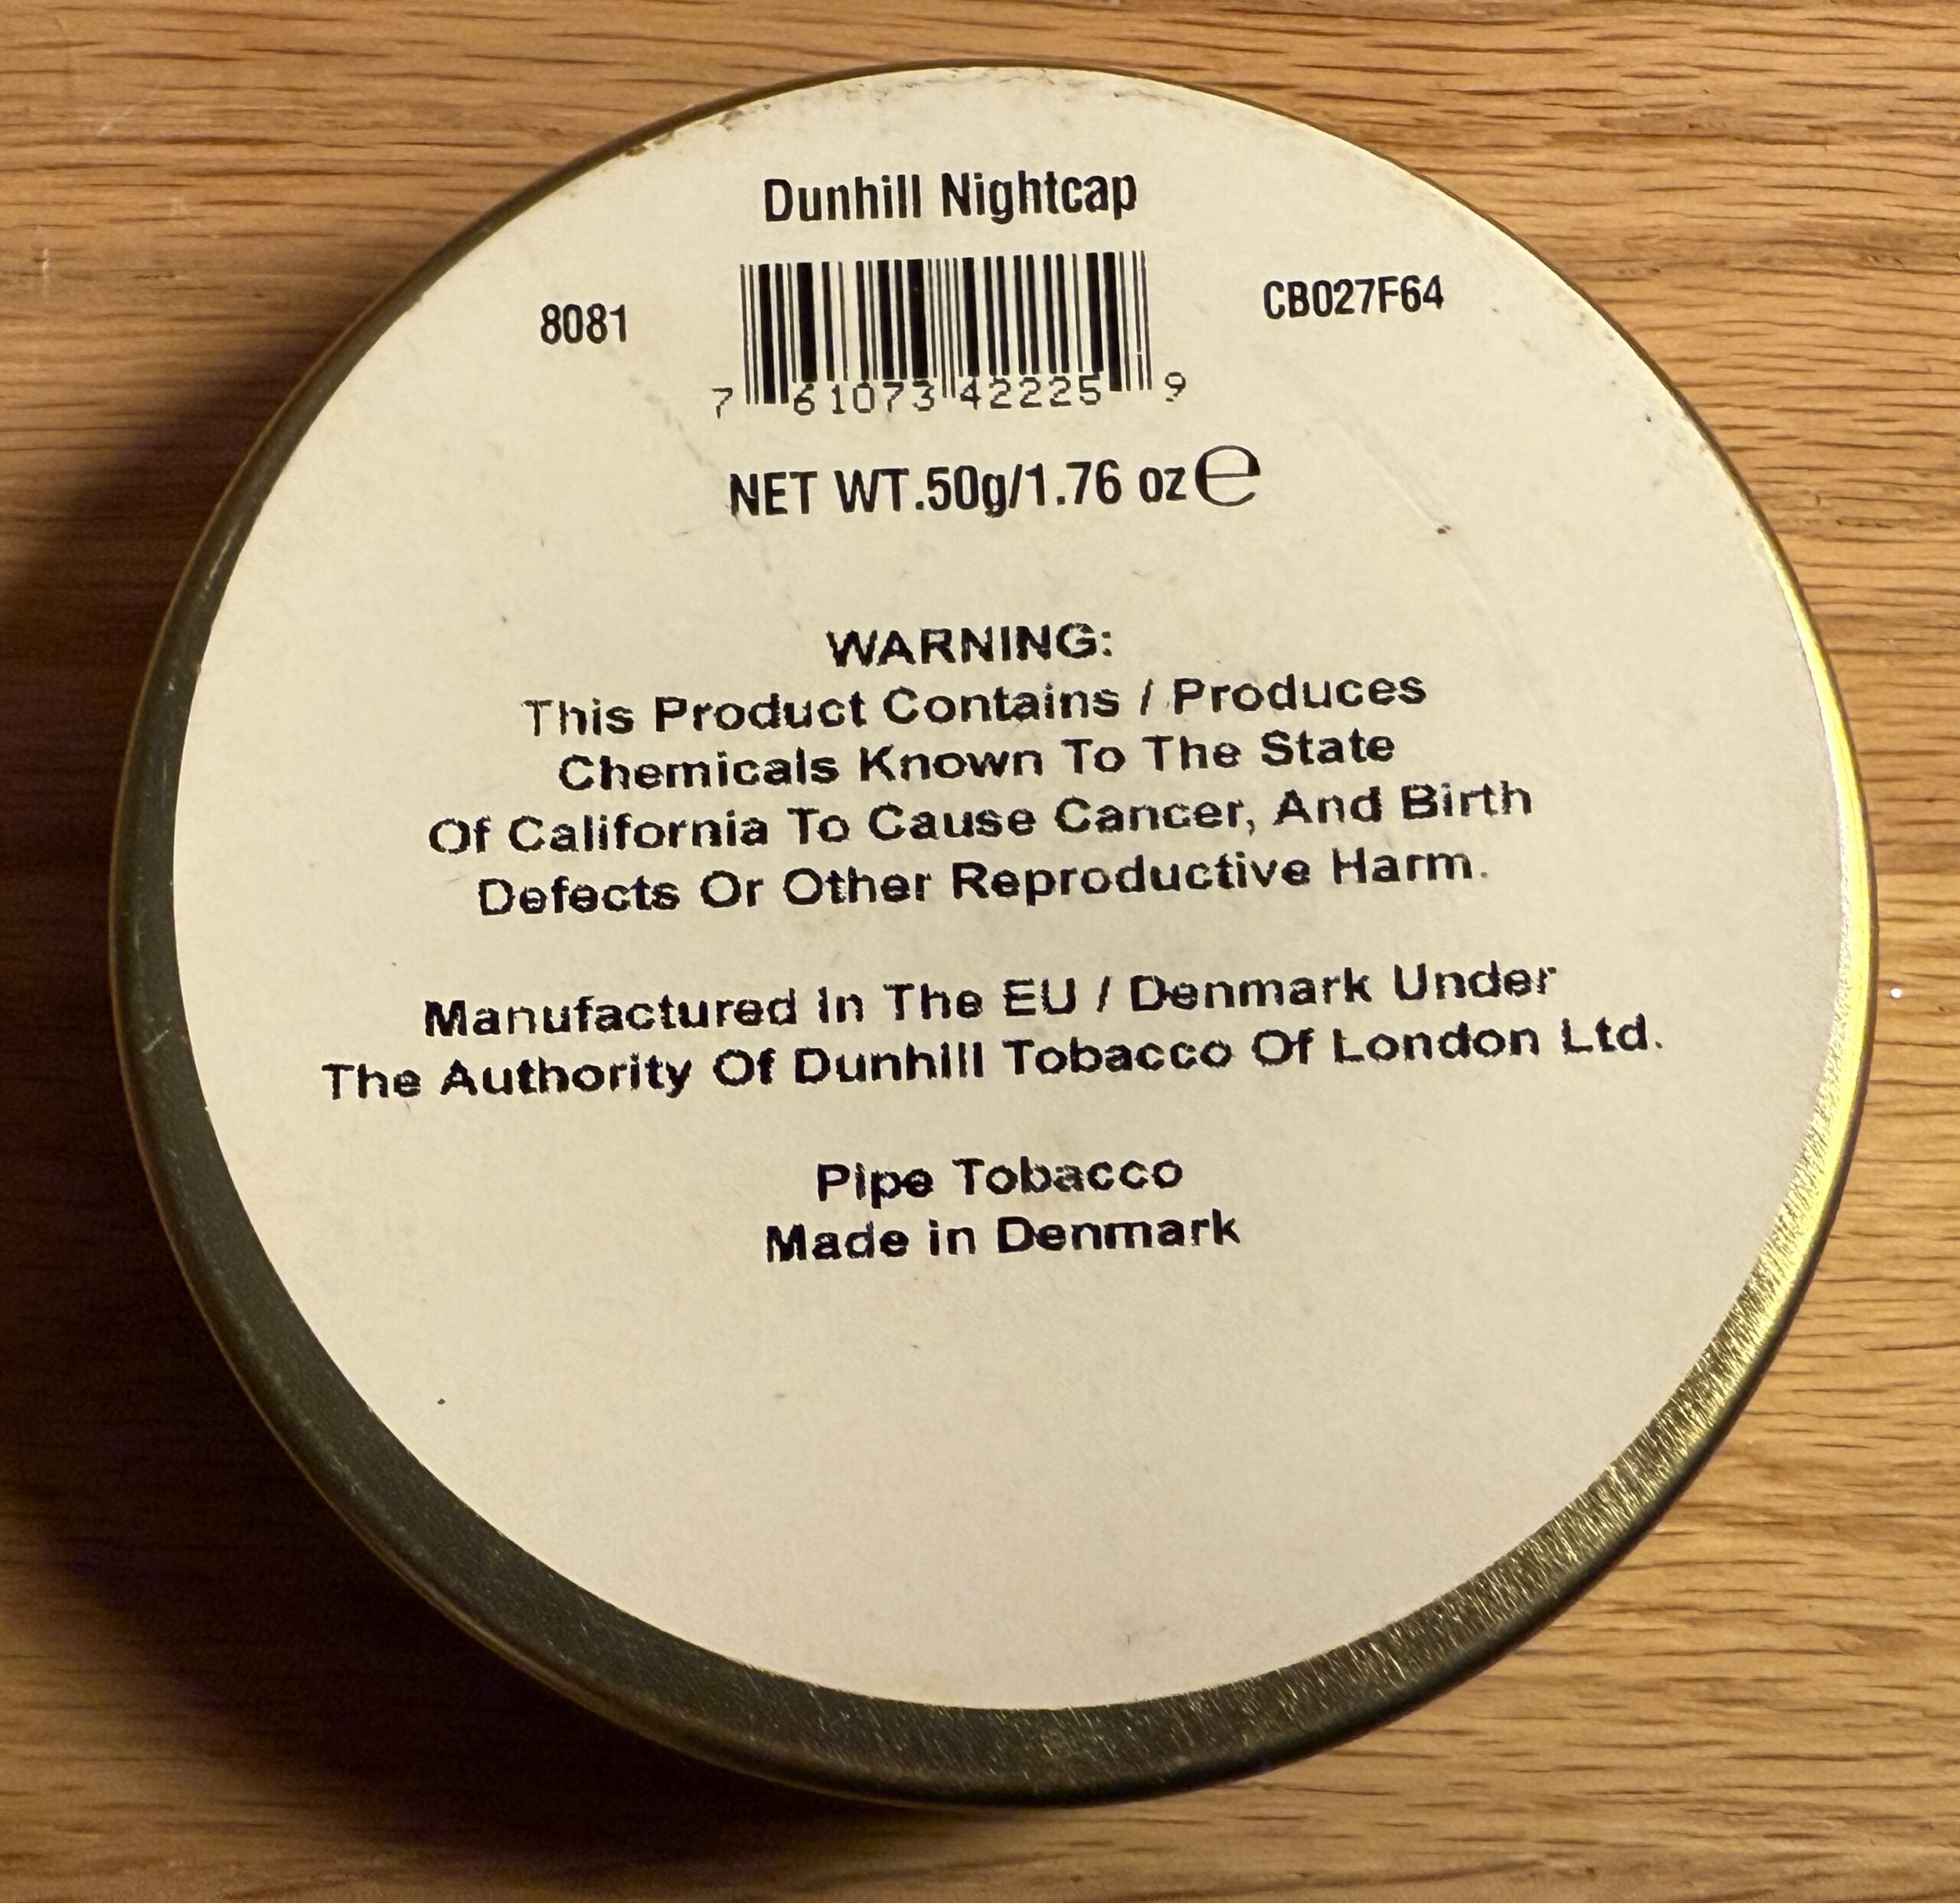 Dunhill Nightcap
8081
CB027F64
7 61073 42225 9
NET WT.50g/1.76 oz e
WARNING:
This Product Contains / Produces
Chemicals Known To The State
Of California To Cause Cancer, And Birth
Defects Or Other Reproductive Harm.
Manufactured In The EU / Denmark Under
The Authority Of Dunhill Tobacco Of London Ltd.
Pipe Tobacco
Made in Denmark